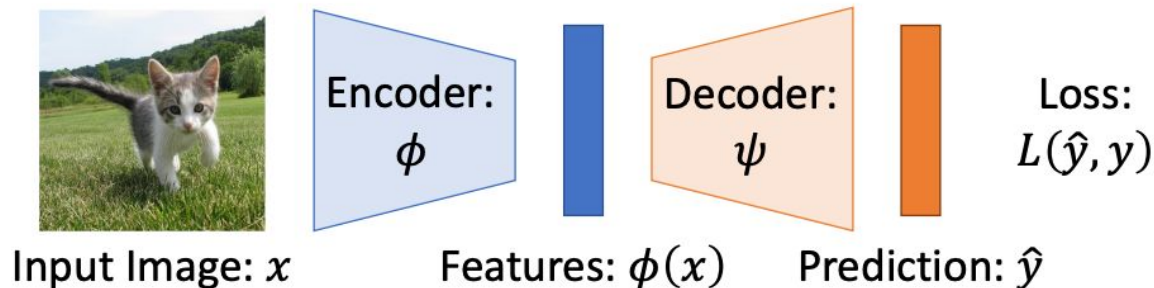 Encoder:
ϕ
Decoder:
ψ
Loss:
L(ŷ, y)
Input Image: x
Features: ϕ(x)
Prediction: ŷ